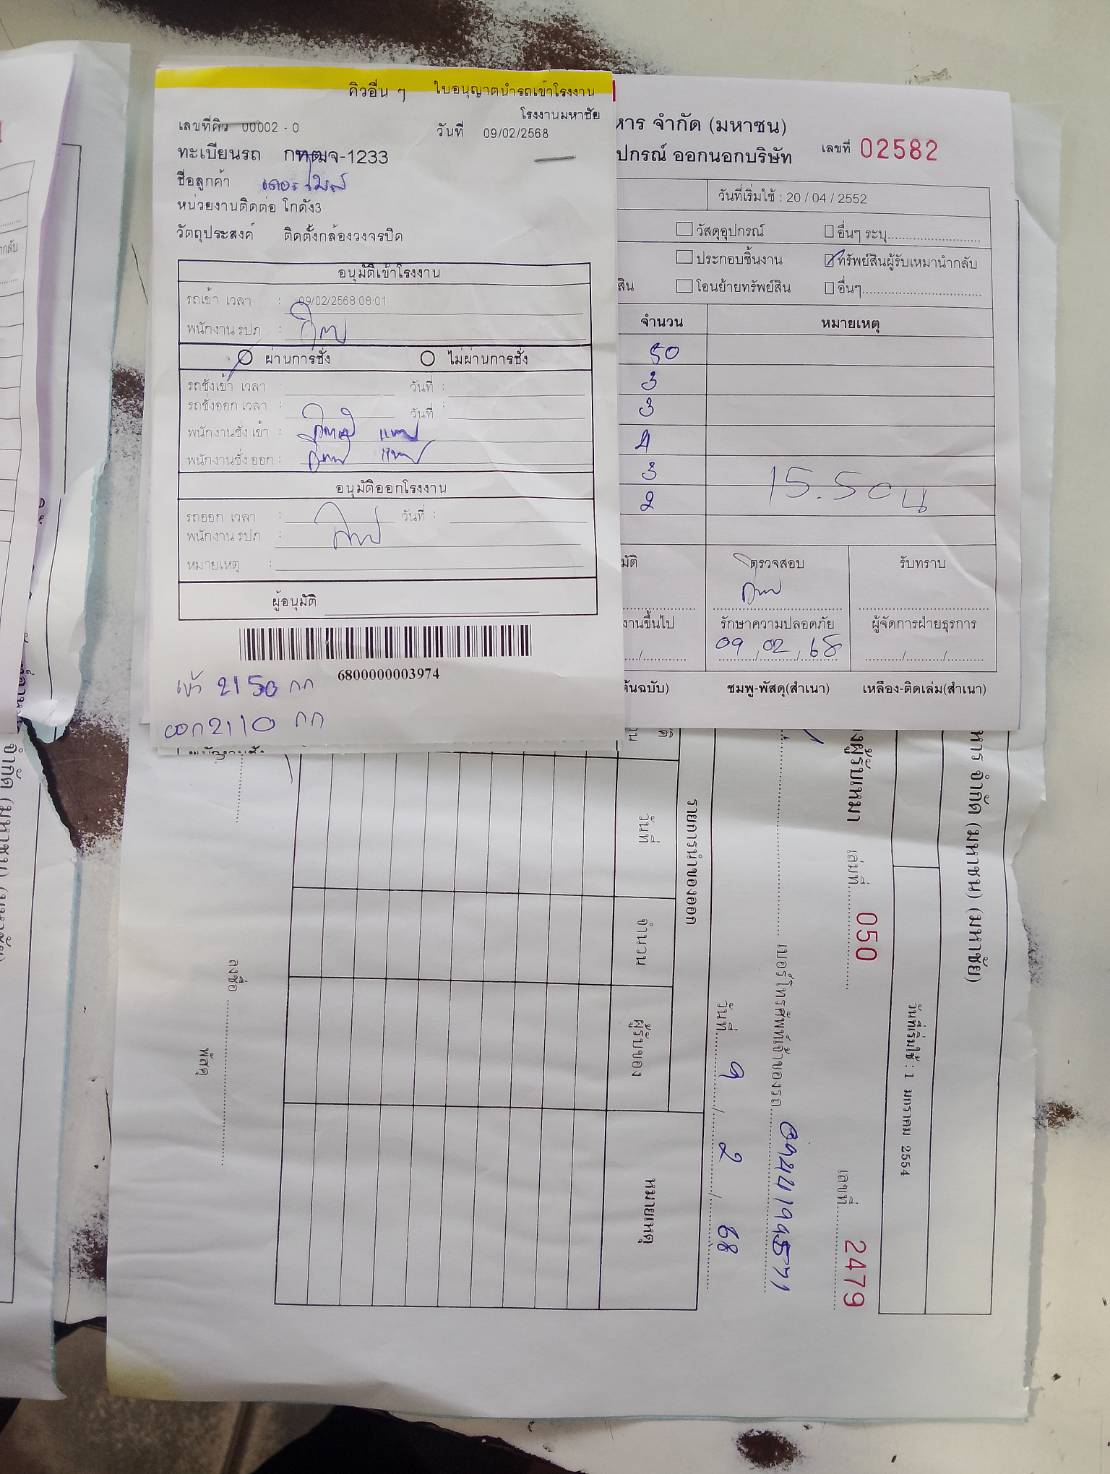 คิวอื่น ๆ ใบอนุญาตนำรถเข้าโรงงาน
โรงงานมหาชัย
เลขที่คิว 00002 - 0 วันที่ 09/02/2568
ทะเบียนรถ กทฒจ-1233
ชื่อลูกค้า
หน่วยงานติดต่อ โกดัง3
วัตถุประสงค์ ติดตั้งกล้องวงจรปิด
อนุมัติเข้าโรงงาน
รถเข้า เวลา : 09/02/2568 08:01
พนักงาน รปภ :
ผ่านการชั่ง ไม่ผ่านการชั่ง
รถชั่งเข้า เวลา : วันที่ :
รถชั่งออก เวลา : วันที่ :
พนักงานชั่ง เข้า :
พนักงานชั่ง ออก :
อนุมัติออกโรงงาน
รถออก เวลา : วันที่ :
พนักงาน รปภ :
หมายเหตุ :
ผู้อนุมัติ
6800000003974
เข้า 2150 กก
ออก 2110 กก
หาร จำกัด (มหาชน)
ปกรณ์ ออกนอกบริษัท เลขที่ 02582
วันที่เริ่มใช้ : 20 / 04 / 2552
วัสดุอุปกรณ์ อื่นๆ ระบุ
ประกอบชิ้นงาน ทรัพย์สินผู้รับเหมานำกลับ
สิน โอนย้ายทรัพย์สิน อื่นๆ
จำนวน หมายเหตุ
50
3
3
4
3
2
15.50 น
มัติ ตรวจสอบ รับทราบ
งานขึ้นไป รักษาความปลอดภัย ผู้จัดการฝ่ายธุรการ
09 / 02 / 68
ต้นฉบับ) ชมพู-พัสดุ(สำเนา) เหลือง-ติดเล่ม(สำเนา)
หาร จำกัด (มหาชน) (มหาชัย)
วันที่เริ่มใช้ : 1 มกราคม 2554
งผู้รับเหมา เล่มที่ 050 เลขที่ 2479
เบอร์โทรศัพท์เจ้าของรถ 0944199571
วันที่ 9 / 2 / 68
รายการนำของออก
วันที่ จำนวน ผู้รับของ หมายเหตุ
ลงชื่อ พัสดุ
จำกัด (มหาชน)